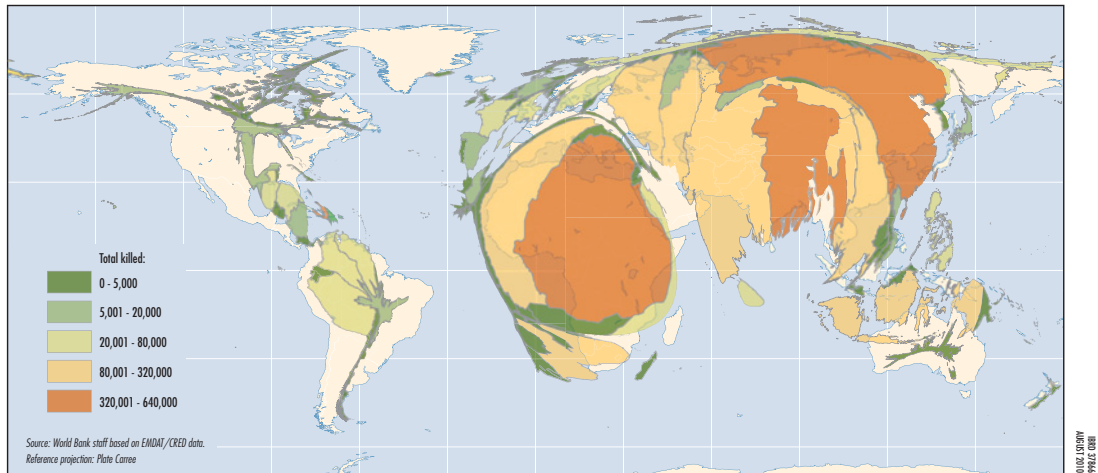 Total killed:
0 - 5,000
5,001 - 20,000
20,001 - 80,000
80,001 - 320,000
320,001 - 640,000
Source: World Bank staff based on EMDAT/CRED data.
Reference projection: Plate Carree
IBRD 37866
AUGUST 2010